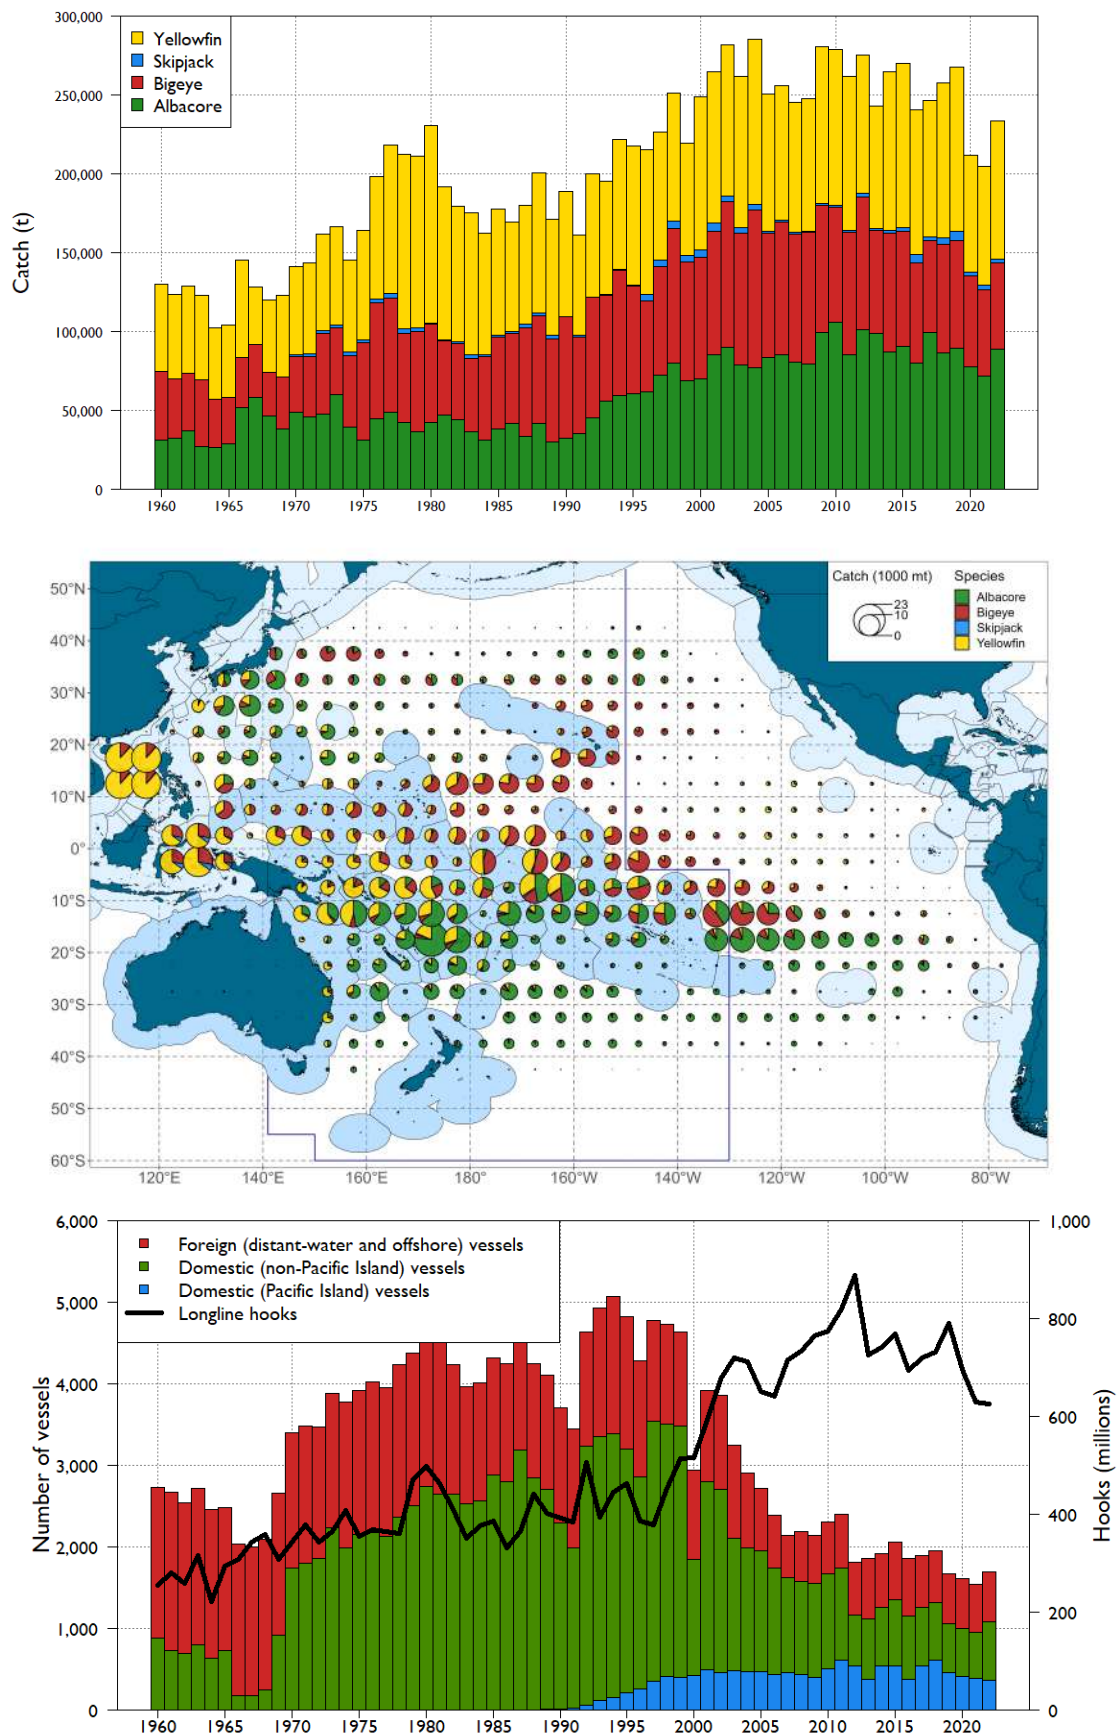 300,000
250,000
200,000
150,000
100,000
50,000
0
Catch (t)
Yellowfin
Skipjack
Bigeye
Albacore
1960 1965 1970 1975 1980 1985 1990 1995 2000 2005 2010 2015 2020
50°N
40°N
30°N
20°N
10°N
0°
10°S
20°S
30°S
40°S
50°S
60°S
Catch (1000 mt)
23
10
0
Species
Albacore
Bigeye
Skipjack
Yellowfin
120°E 140°E 160°E 180° 160°W 140°W 120°W 100°W 80°W
6,000
5,000
4,000
3,000
2,000
1,000
0
Number of vessels
Foreign (distant-water and offshore) vessels
Domestic (non-Pacific Island) vessels
Domestic (Pacific Island) vessels
Longline hooks
1,000
800
600
400
200
0
Hooks (millions)
1960 1965 1970 1975 1980 1985 1990 1995 2000 2005 2010 2015 2020